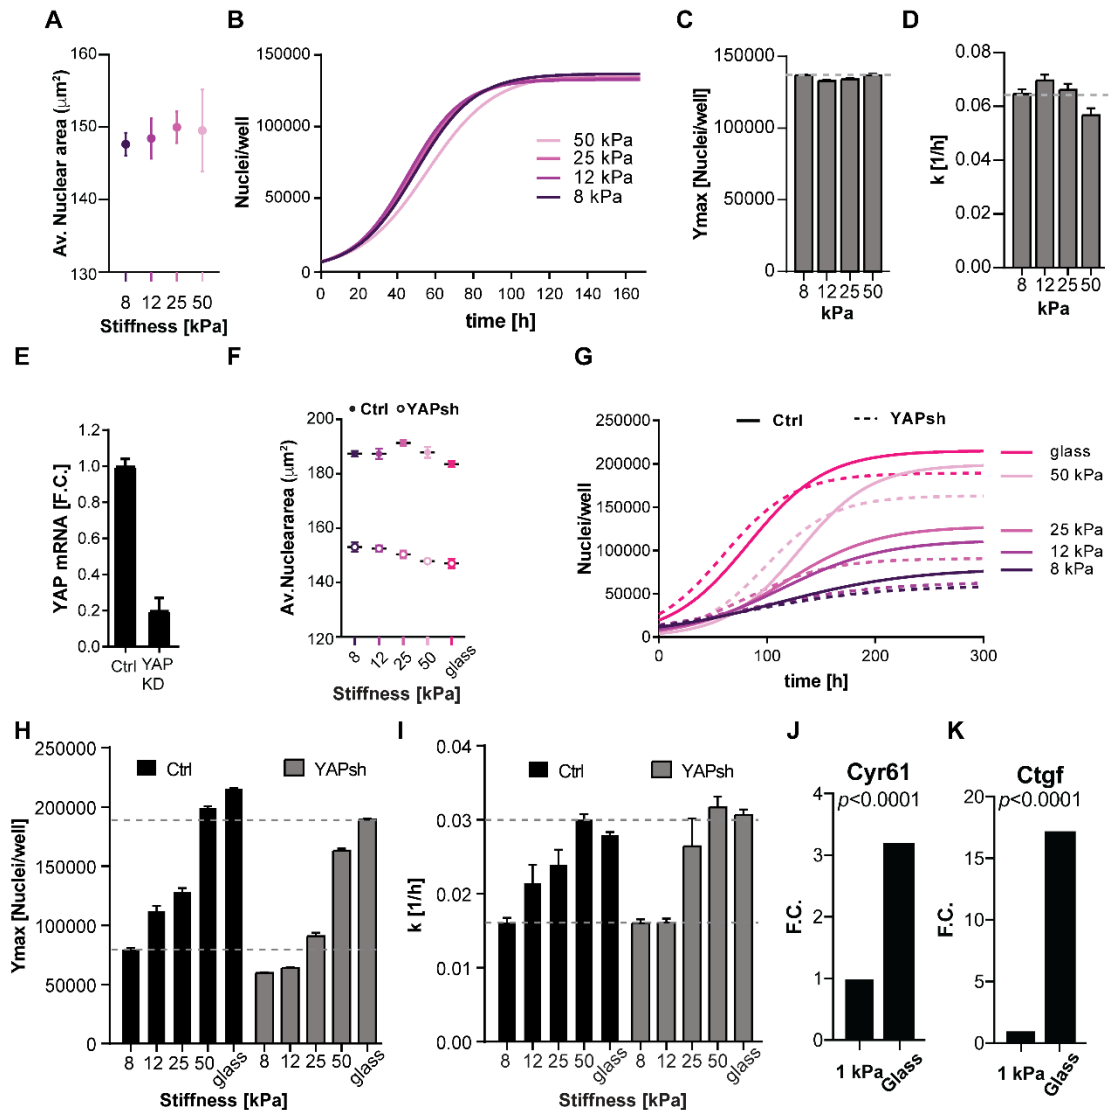 A
Av. Nuclear area (µm²)
160
150
140
130
8 12 25 50
Stiffness [kPa]
B
Nuclei/well
150000
100000
50000
0
50 kPa
25 kPa
12 kPa
8 kPa
0 20 40 60 80 100 120 140 160
time [h]
C
Ymax [Nuclei/well]
150000
100000
50000
0
8 12 25 50
kPa
D
k [1/h]
0.08
0.06
0.04
0.02
0.00
8 12 25 50
kPa
E
YAP mRNA [F.C.]
1.2
1.0
0.8
0.6
0.4
0.2
0.0
Ctrl YAP
KD
F
Ctrl YAPsh
Av.Nucleararea (µm²)
200
180
160
140
120
8 12 25 50 glass
Stiffness [kPa]
G
Ctrl YAPsh
Nuclei/well
250000
200000
150000
100000
50000
0
glass
50 kPa
25 kPa
12 kPa
8 kPa
0 100 200 300
time [h]
H
Ctrl YAPsh
Ymax [Nuclei/well]
250000
200000
150000
100000
50000
0
8 12 25 50 glass 8 12 25 50 glass
Stiffness [kPa]
I
Ctrl YAPsh
k [1/h]
0.04
0.03
0.02
0.01
0.00
8 12 25 50 glass 8 12 25 50 glass
Stiffness [kPa]
J
Cyr61
p<0.0001
F.C.
4
3
2
1
0
1 kPa Glass
K
Ctgf
p<0.0001
F.C.
20
15
10
5
0
1 kPa Glass